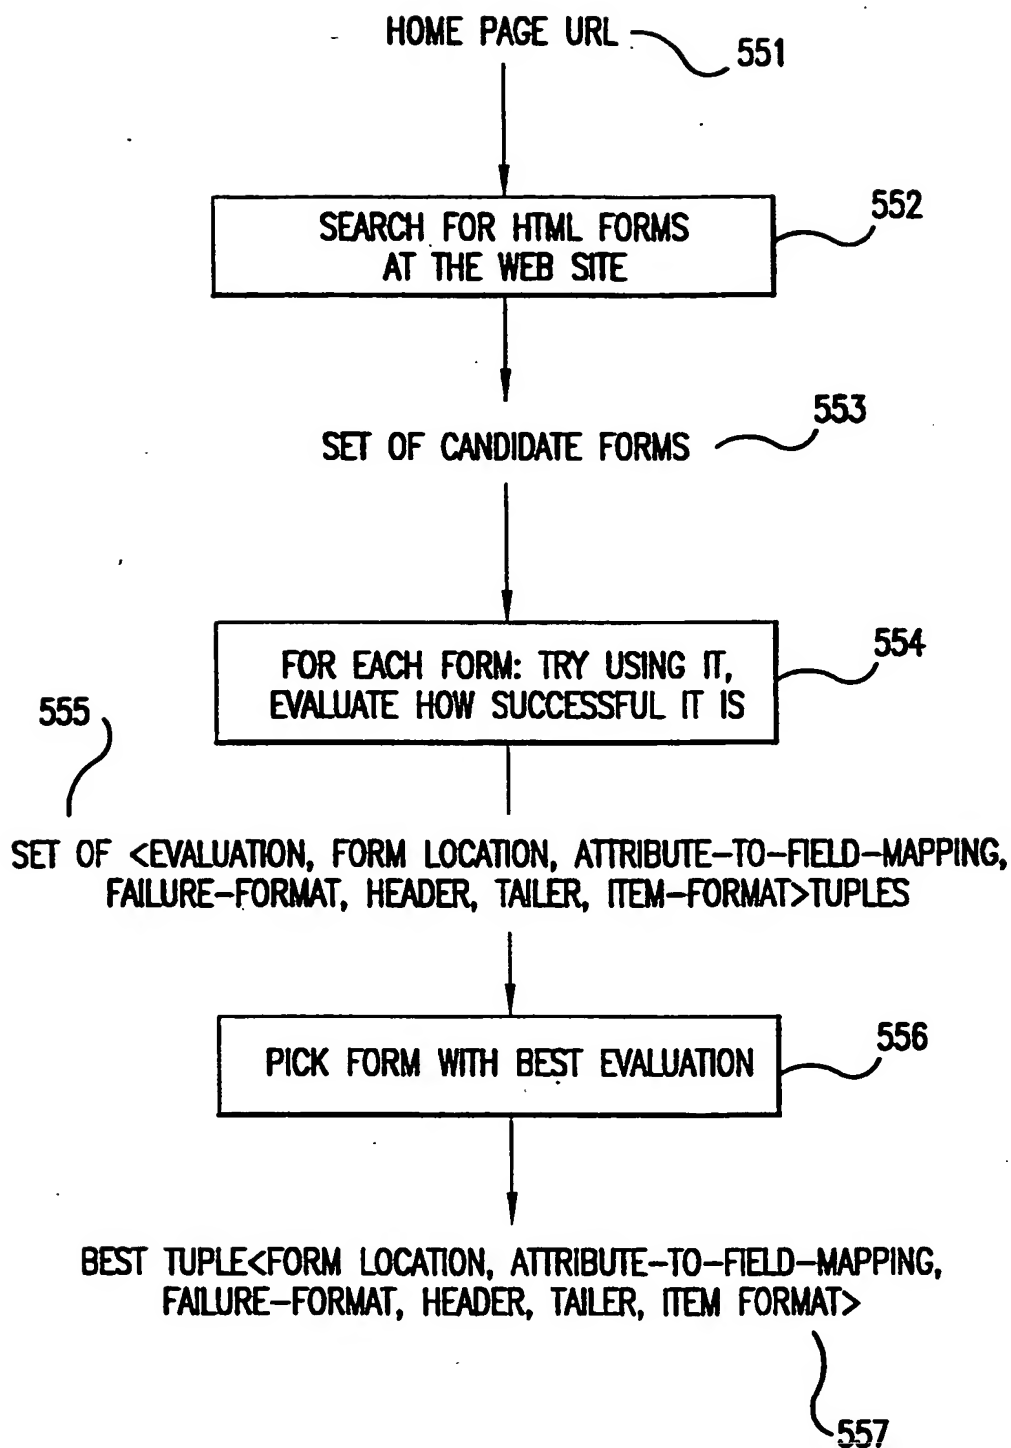 HOME PAGE URL
551
SEARCH FOR HTML FORMS
AT THE WEB SITE
552
SET OF CANDIDATE FORMS
553
FOR EACH FORM: TRY USING IT,
EVALUATE HOW SUCCESSFUL IT IS
554
555
SET OF <EVALUATION, FORM LOCATION, ATTRIBUTE-TO-FIELD-MAPPING,
FAILURE-FORMAT, HEADER, TAILER, ITEM-FORMAT>TUPLES
PICK FORM WITH BEST EVALUATION
556
BEST TUPLE<FORM LOCATION, ATTRIBUTE-TO-FIELD-MAPPING,
FAILURE-FORMAT, HEADER, TAILER, ITEM FORMAT>
557